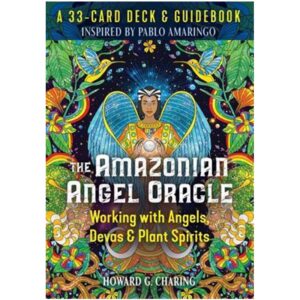 A 33-CARD DECK & GUIDEBOOK
INSPIRED BY PABLO AMARINGO
THE AMAZONIAN
ANGEL ORACLE
Working with Angels,
Devas & Plant Spirits
HOWARD G. CHARING